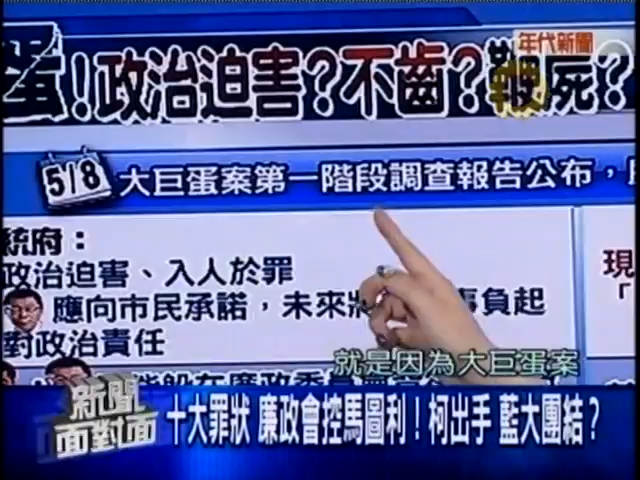 年代新聞
蛋!政治迫害?不齒?鞭屍?
5/8 大巨蛋案第一階段調查報告公布,
統府:
政治迫害、入人於罪
現
應向市民承諾,未來 負起
「
對政治責任
就是因為大巨蛋案
新聞面對面
十大罪狀 廉政會控馬圖利!柯出手 藍大團結?